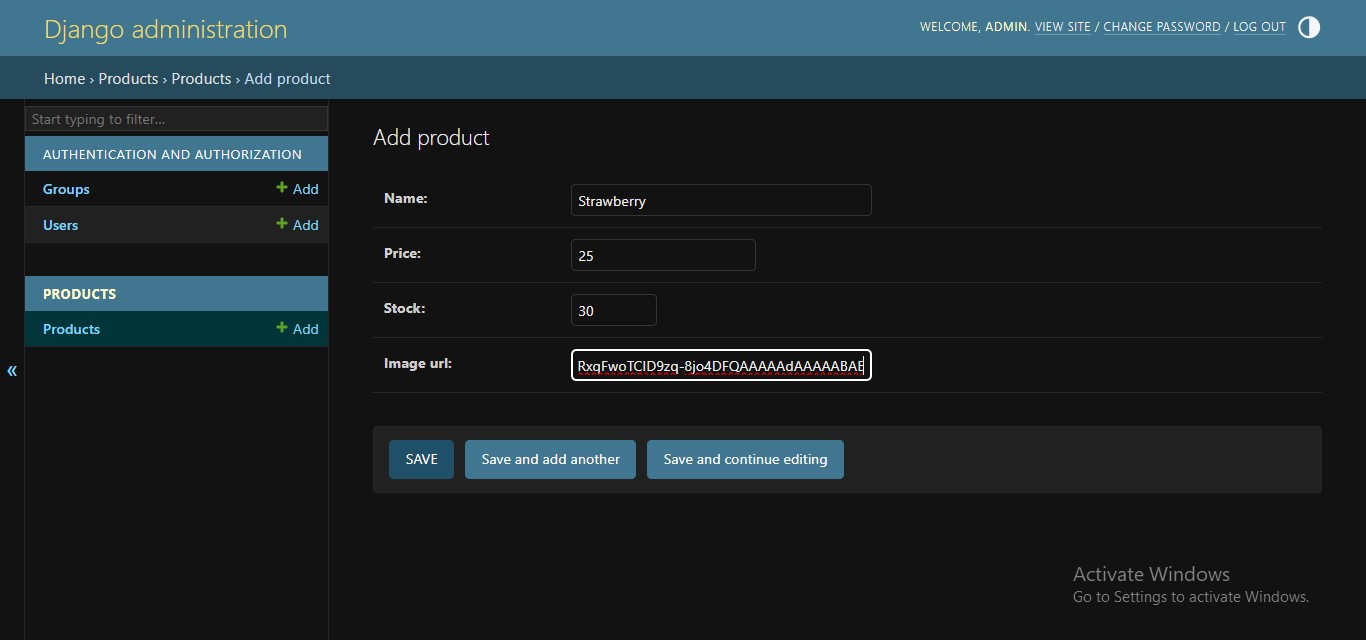 Django administration
WELCOME, ADMIN. VIEW SITE / CHANGE PASSWORD / LOG OUT
Home › Products › Products › Add product
Start typing to filter...
AUTHENTICATION AND AUTHORIZATION
Groups + Add
Users + Add
PRODUCTS
Products + Add
«
Add product
Name: Strawberry
Price: 25
Stock: 30
Image url: RxqFwoTCID9zq-8jo4DFQAAAAAdAAAAABAE
SAVE Save and add another Save and continue editing
Activate Windows
Go to Settings to activate Windows.